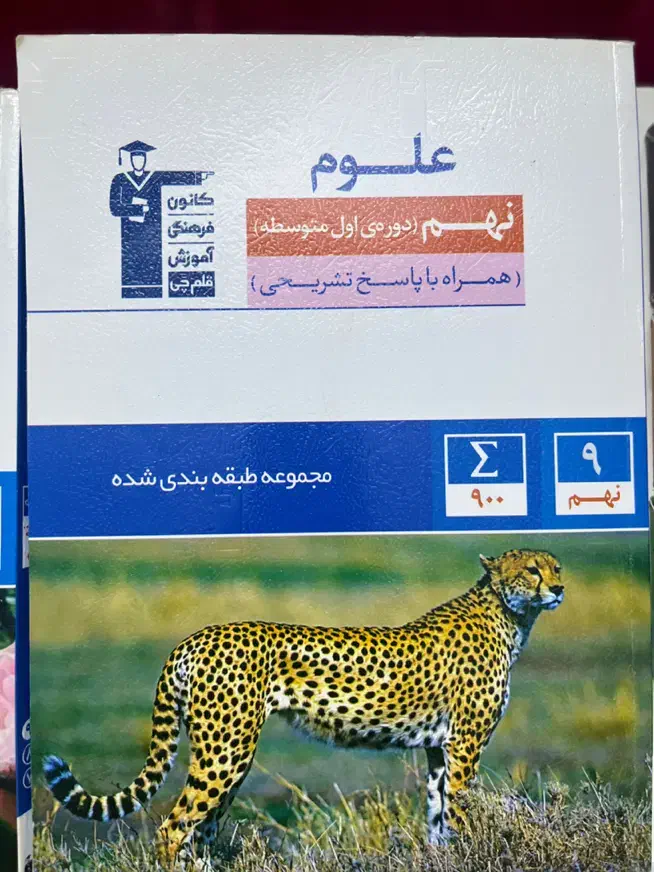 علوم
نهم (دوره‌ی اول متوسطه)
(همراه با پاسخ تشریحی)
کانون
فرهنگی
آموزش
قلم‌چی
۹
نهم
Σ
۹۰۰
مجموعه طبقه بندی شده